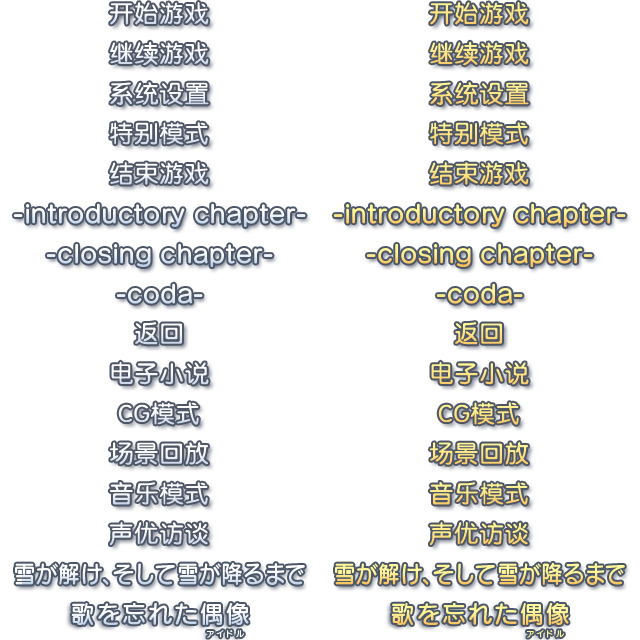 开始游戏 开始游戏
继续游戏 继续游戏
系统设置 系统设置
特别模式 特别模式
结束游戏 结束游戏
-introductory chapter- -introductory chapter-
-closing chapter- -closing chapter-
-coda- -coda-
返回 返回
电子小说 电子小说
CG模式 CG模式
场景回放 场景回放
音乐模式 音乐模式
声优访谈 声优访谈
雪が解け、そして雪が降るまで 雪が解け、そして雪が降るまで
歌を忘れた偶像 歌を忘れた偶像
アイドル アイドル